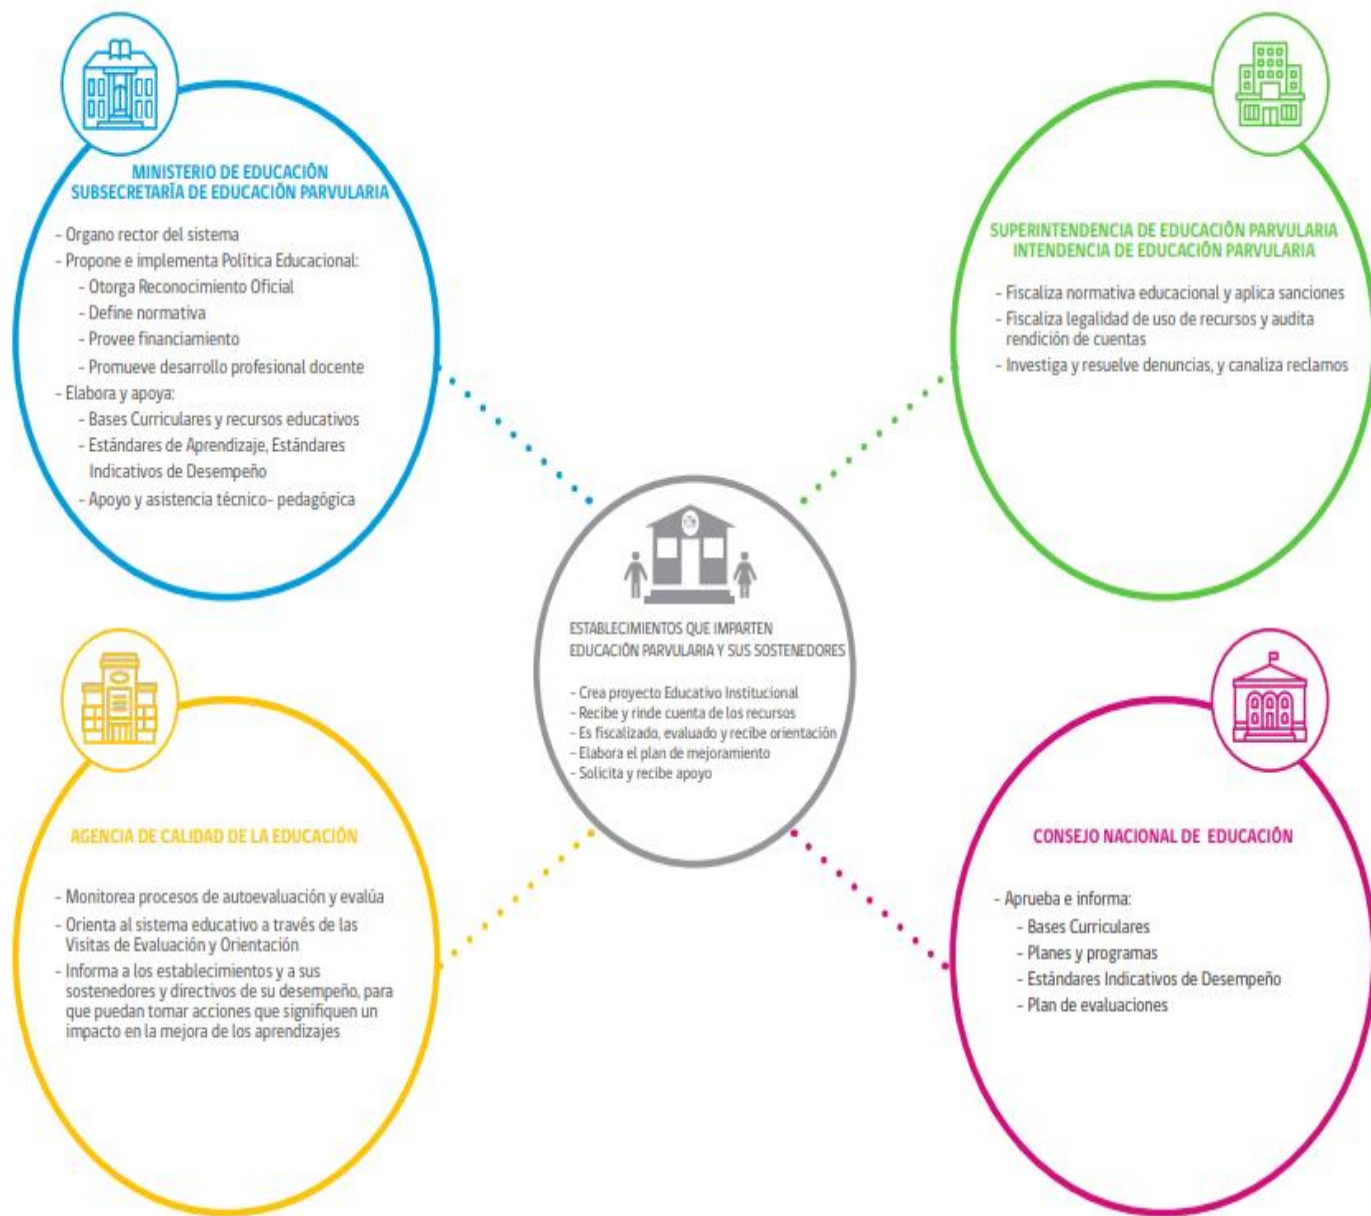 MINISTERIO DE EDUCACIÓN
SUBSECRETARÍA DE EDUCACIÓN PARVULARIA
- Organo rector del sistema
- Propone e implementa Política Educacional:
- Otorga Reconocimiento Oficial
- Define normativa
- Provee financiamiento
- Promueve desarrollo profesional docente
- Elabora y apoya:
- Bases Curriculares y recursos educativos
- Estándares de Aprendizaje, Estándares
Indicativos de Desempeño
- Apoyo y asistencia técnico- pedagógica
SUPERINTENDENCIA DE EDUCACIÓN PARVULARIA
INTENDENCIA DE EDUCACIÓN PARVULARIA
- Fiscaliza normativa educacional y aplica sanciones
- Fiscaliza legalidad de uso de recursos y audita
rendición de cuentas
- Investiga y resuelve denuncias, y canaliza reclamos
ESTABLECIMIENTOS QUE IMPARTEN
EDUCACIÓN PARVULARIA Y SUS SOSTENEDORES
- Crea proyecto Educativo Institucional
- Recibe y rinde cuenta de los recursos
- Es fiscalizado, evaluado y recibe orientación
- Elabora el plan de mejoramiento
- Solicita y recibe apoyo
AGENCIA DE CALIDAD DE LA EDUCACIÓN
- Monitorea procesos de autoevaluación y evalúa
- Orienta al sistema educativo a través de las
Visitas de Evaluación y Orientación
- Informa a los establecimientos y a sus
sostenedores y directivos de su desempeño, para
que puedan tomar acciones que signifiquen un
impacto en la mejora de los aprendizajes
CONSEJO NACIONAL DE EDUCACIÓN
- Aprueba e informa:
- Bases Curriculares
- Planes y programas
- Estándares Indicativos de Desempeño
- Plan de evaluaciones